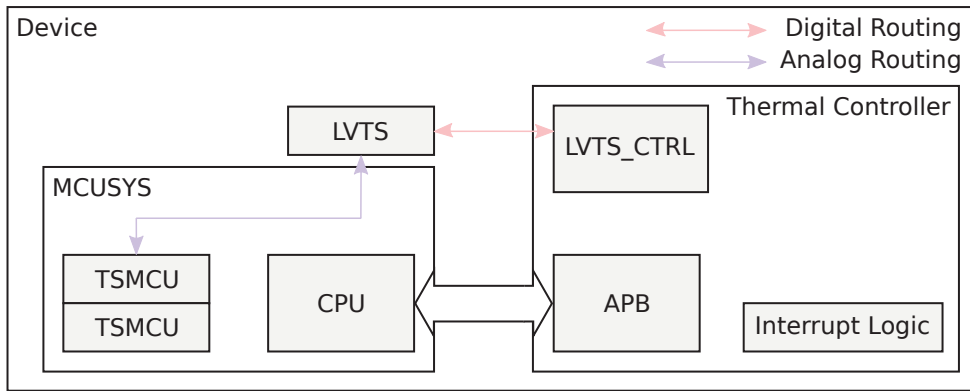 Device
Digital Routing
Analog Routing
Thermal Controller
LVTS
LVTS_CTRL
MCUSYS
TSMCU
TSMCU
CPU
APB
Interrupt Logic